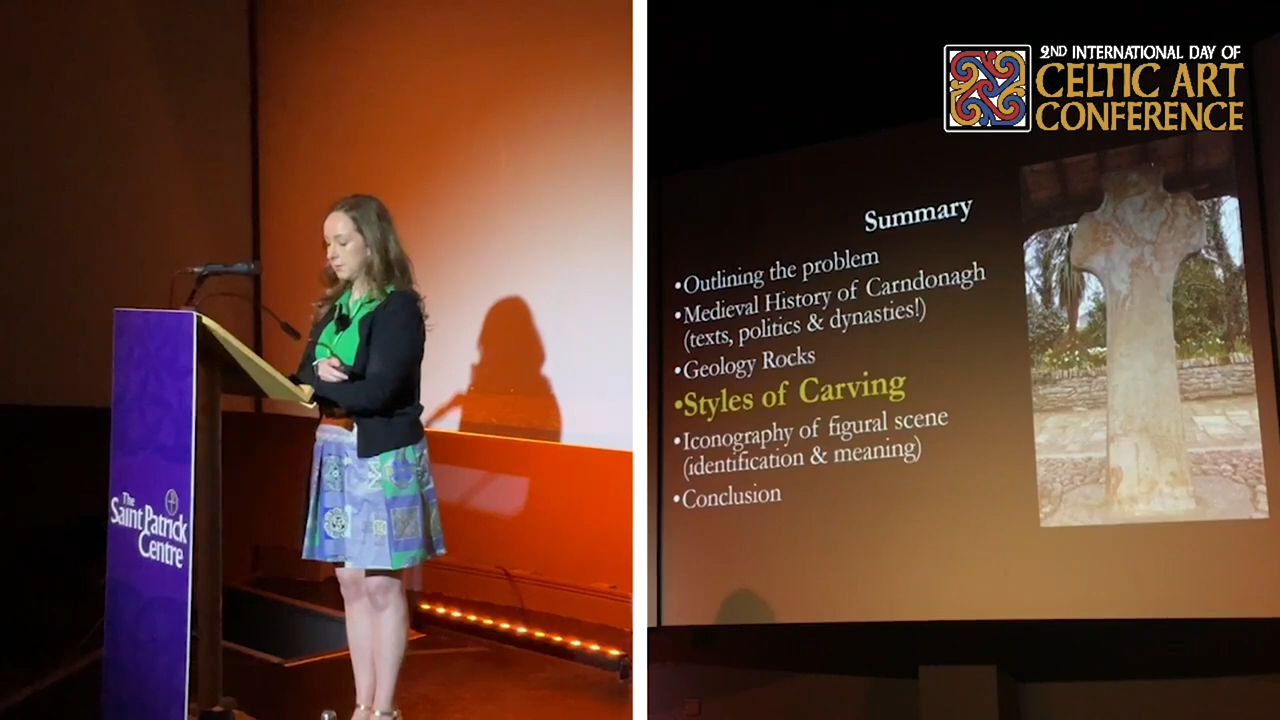 The
Saint Patrick
Centre
2ND INTERNATIONAL DAY OF
CELTIC ART
CONFERENCE
Summary
•Outlining the problem
•Medieval History of Carndonagh
(texts, politics & dynasties!)
•Geology Rocks
•Styles of Carving
•Iconography of figural scene
(identification & meaning)
•Conclusion